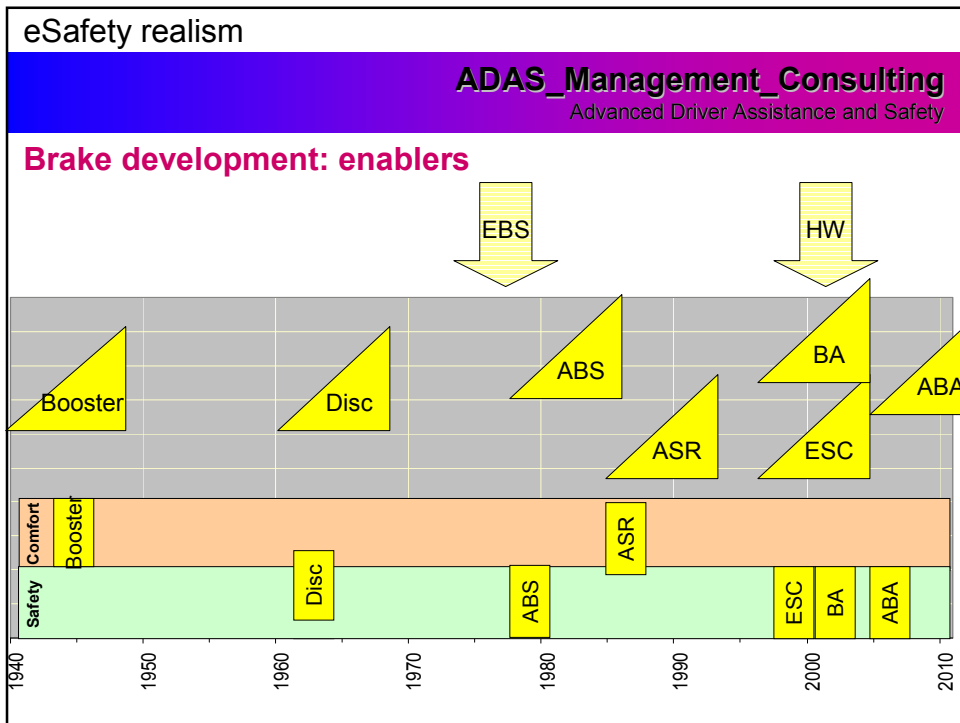 eSafety realism
ADAS_Management_Consulting
Advanced Driver Assistance and Safety
Brake development: enablers
EBS
HW
Booster
Disc
ABS
ASR
BA
ESC
ABA
Comfort
Booster
ASR
Safety
Disc
ABS
ESC
BA
ABA
1940
1950
1960
1970
1980
1990
2000
2010